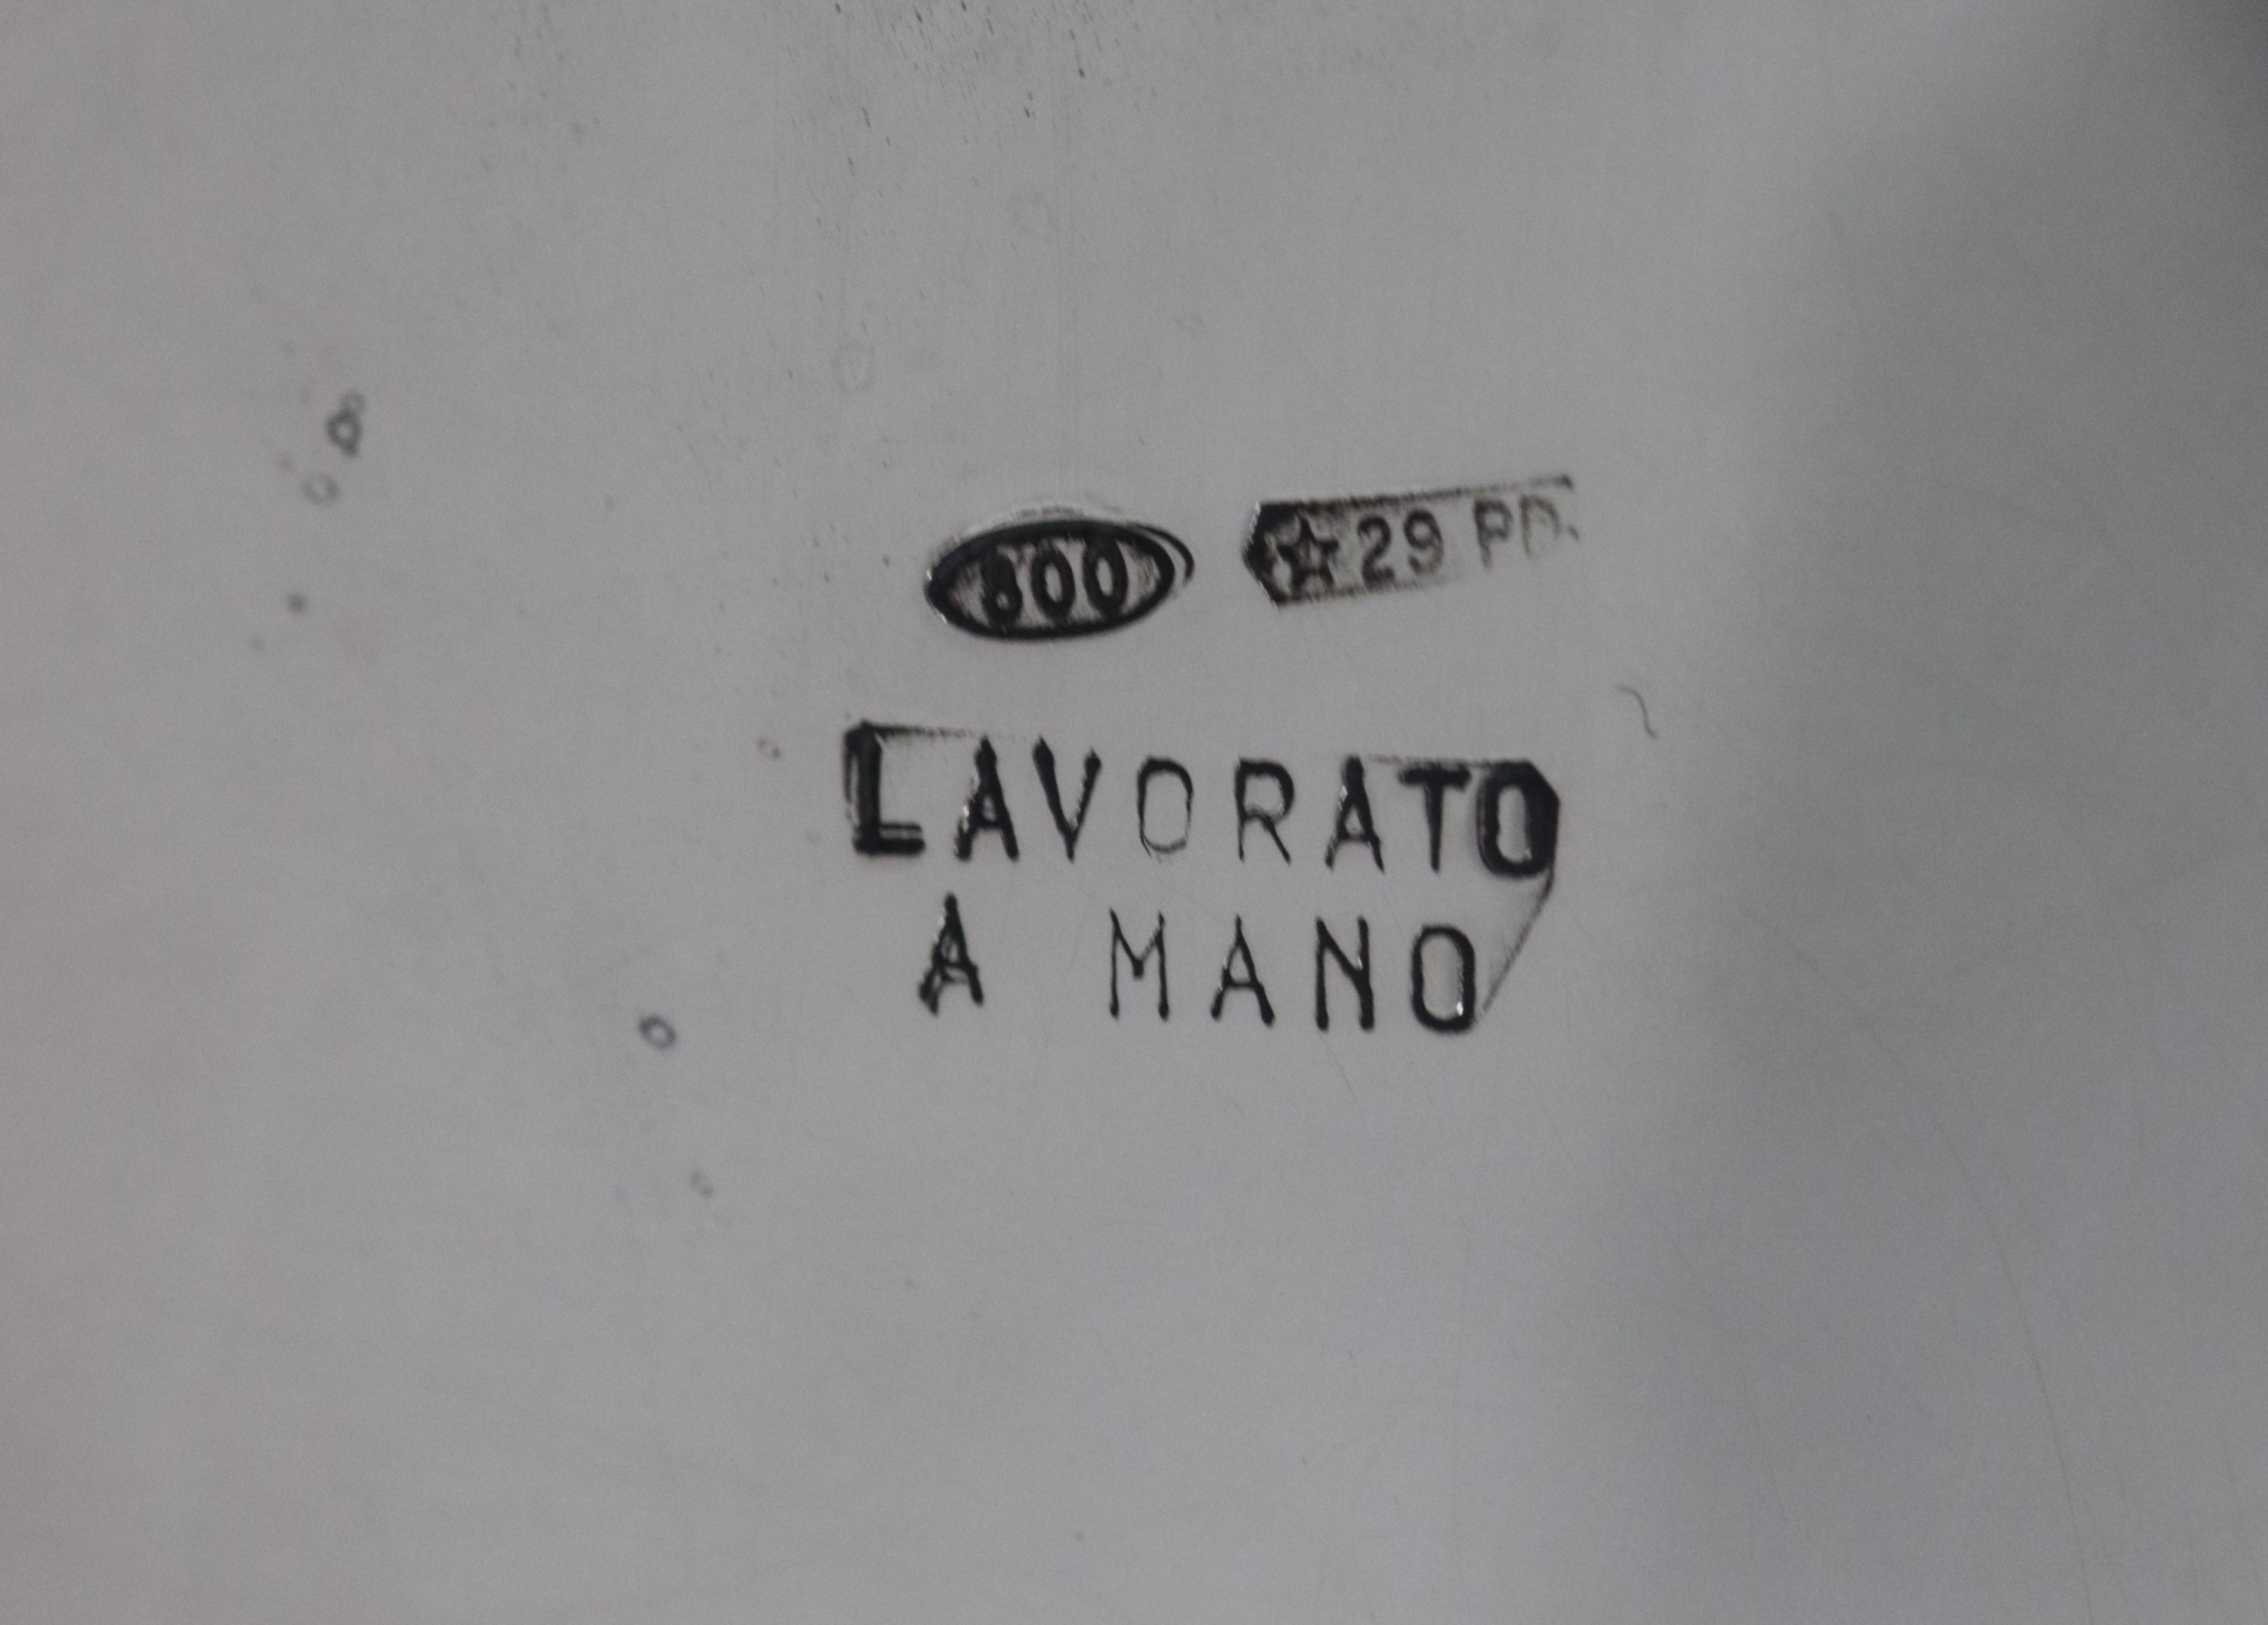 800 ☆29 PD.
LAVORATO
A MANO